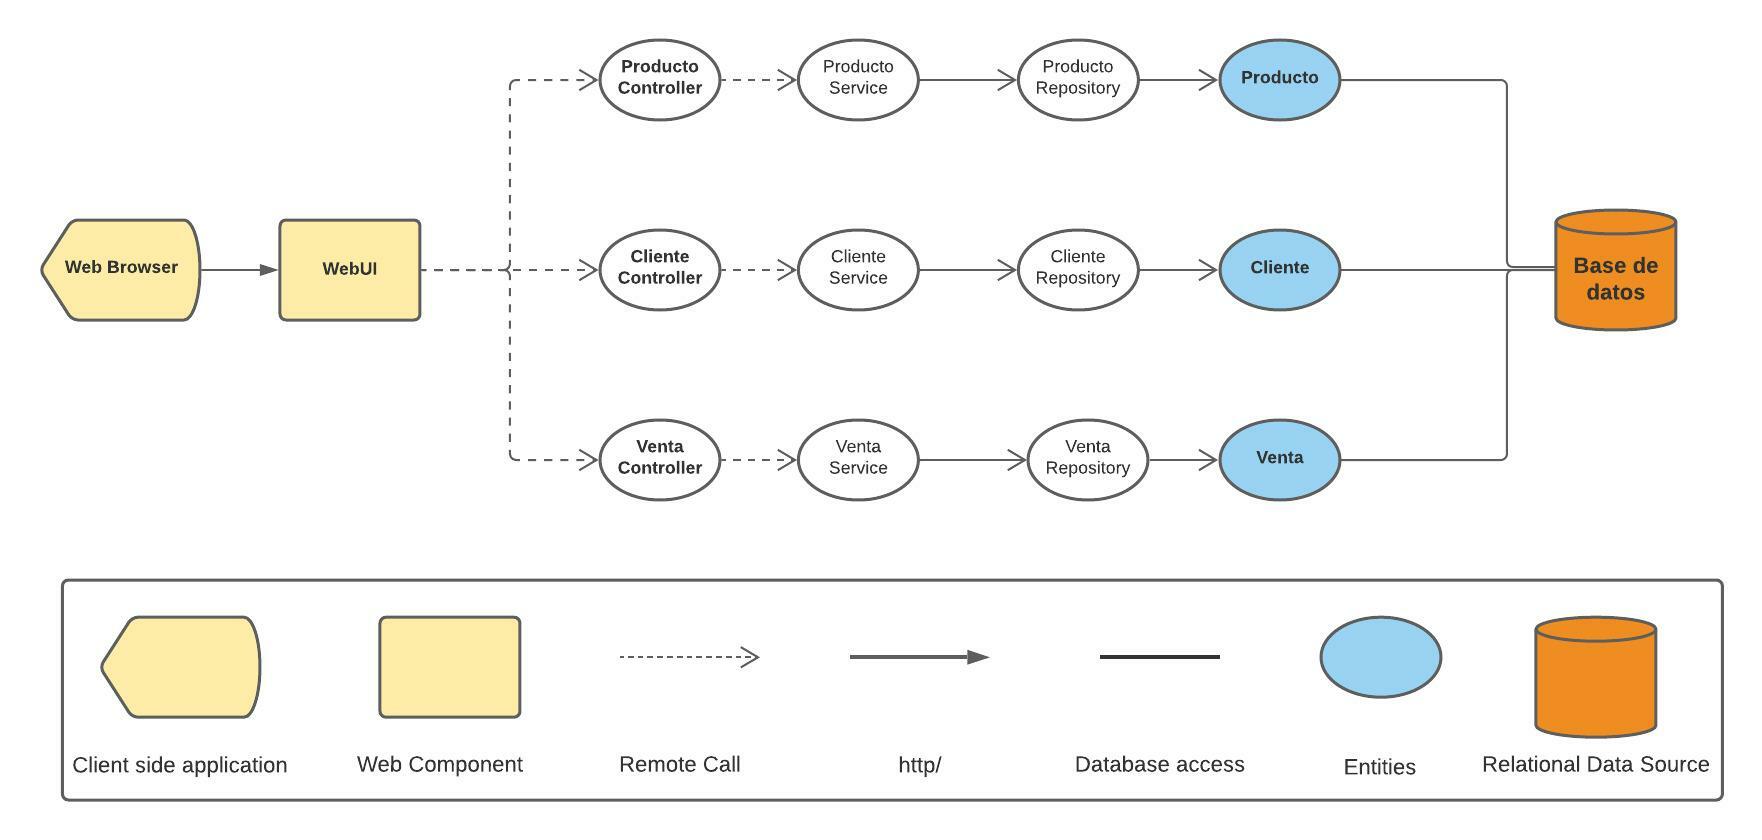 Producto
Controller
Producto
Service
Producto
Repository
Producto
Web Browser
WebUI
Cliente
Controller
Cliente
Service
Cliente
Repository
Cliente
Base de
datos
Venta
Controller
Venta
Service
Venta
Repository
Venta
Client side application
Web Component
Remote Call
http/
Database access
Entities
Relational Data Source